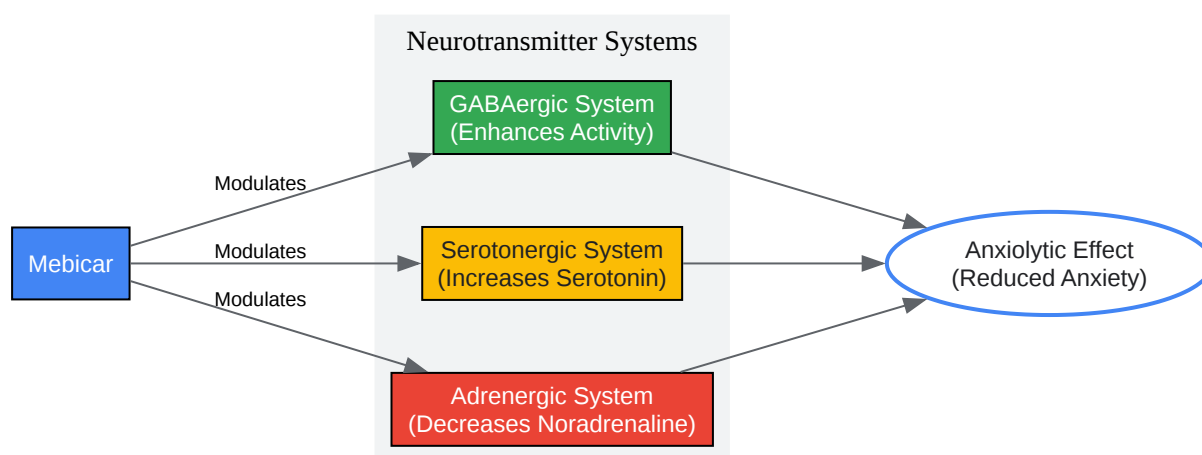 Neurotransmitter Systems
GABAergic System
(Enhances Activity)
Modulates
Mebicar
Modulates
Serotonergic System
(Increases Serotonin)
Anxiolytic Effect
(Reduced Anxiety)
Modulates
Adrenergic System
(Decreases Noradrenaline)